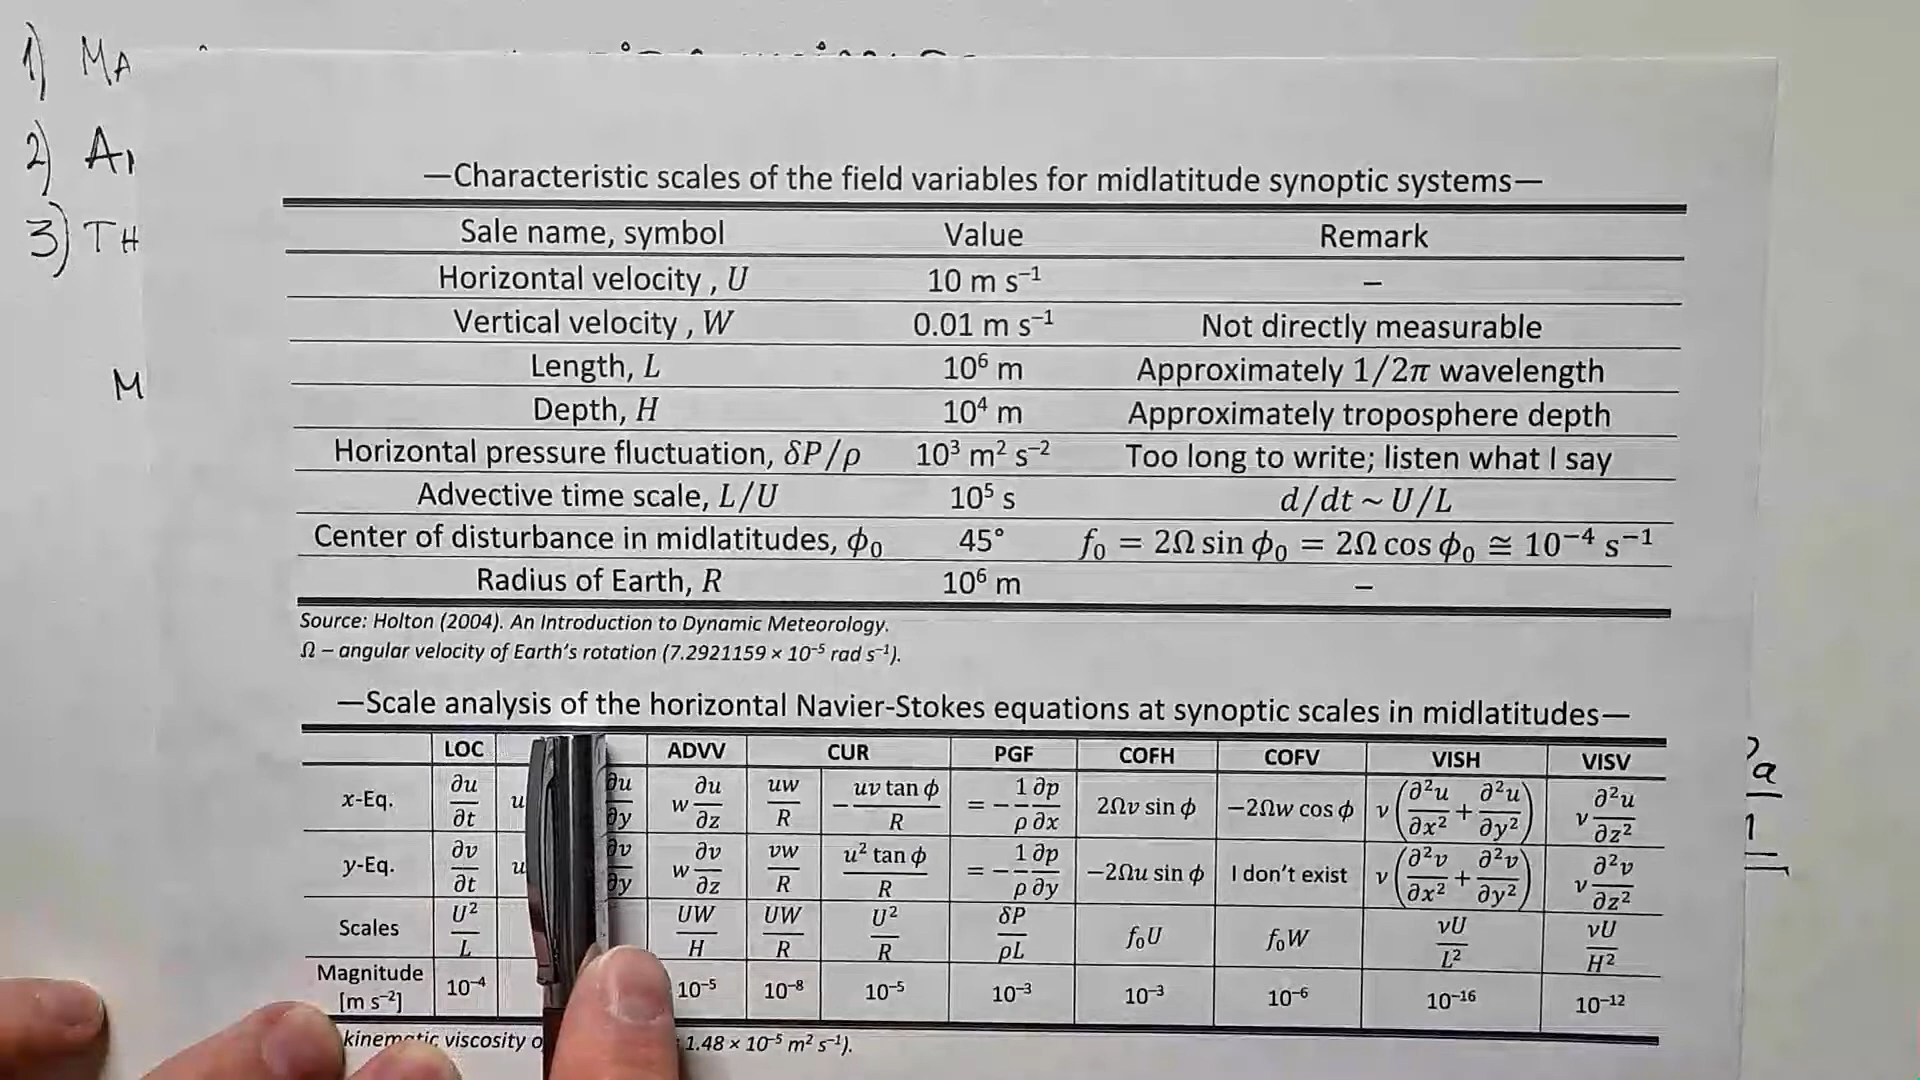 1) MA
2) A
3) TH
M
—Characteristic scales of the field variables for midlatitude synoptic systems—
Sale name, symbol Value Remark
Horizontal velocity , U 10 m s⁻¹ –
Vertical velocity , W 0.01 m s⁻¹ Not directly measurable
Length, L 10⁶ m Approximately 1/2π wavelength
Depth, H 10⁴ m Approximately troposphere depth
Horizontal pressure fluctuation, δP/ρ 10³ m² s⁻² Too long to write; listen what I say
Advective time scale, L/U 10⁵ s d/dt ~ U/L
Center of disturbance in midlatitudes, ϕ₀ 45° f₀ = 2Ω sin ϕ₀ = 2Ω cos ϕ₀ ≅ 10⁻⁴ s⁻¹
Radius of Earth, R 10⁶ m –
Source: Holton (2004). An Introduction to Dynamic Meteorology.
Ω – angular velocity of Earth's rotation (7.2921159 × 10⁻⁵ rad s⁻¹).
—Scale analysis of the horizontal Navier-Stokes equations at synoptic scales in midlatitudes—
LOC ADVV CUR PGF COFH COFV VISH VISV
x-Eq. ∂u/∂t u ∂u/∂y w ∂u/∂z uw/R −uv tan ϕ/R = −1/ρ ∂p/∂x 2Ωv sin ϕ −2Ωw cos ϕ ν(∂²u/∂x² + ∂²u/∂y²) ν ∂²u/∂z²
y-Eq. ∂v/∂t u ∂v/∂y w ∂v/∂z vw/R u² tan ϕ/R = −1/ρ ∂p/∂y −2Ωu sin ϕ I don't exist ν(∂²v/∂x² + ∂²v/∂y²) ν ∂²v/∂z²
Scales U²/L UW/H UW/R U²/R δP/ρL f₀U f₀W νU/L² νU/H²
Magnitude [m s⁻²] 10⁻⁴ 10⁻⁵ 10⁻⁸ 10⁻⁵ 10⁻³ 10⁻³ 10⁻⁶ 10⁻¹⁶ 10⁻¹²
kinematic viscosity 1.48 × 10⁻⁵ m² s⁻¹).